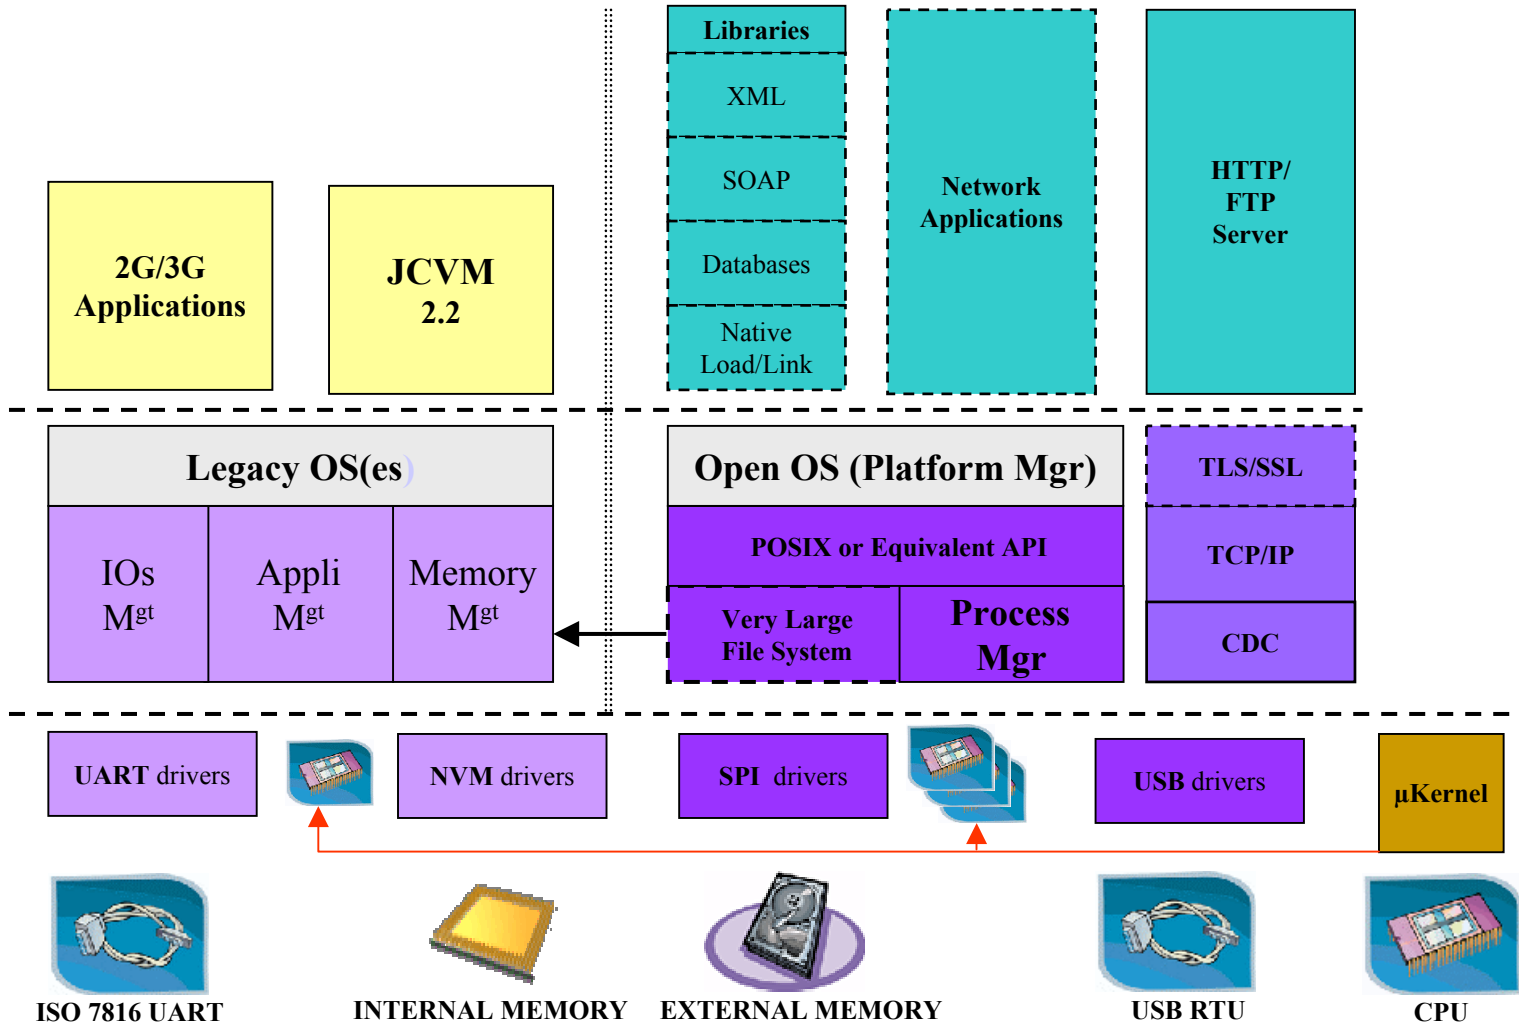 Libraries
XML
SOAP
Databases
Native
Load/Link
Network
Applications
HTTP/
FTP
Server
2G/3G
Applications
JCVM
2.2
Legacy OS(es)
IOs
Mgt
Appli
Mgt
Memory
Mgt
Open OS (Platform Mgr)
POSIX or Equivalent API
Very Large
File System
Process
Mgr
TLS/SSL
TCP/IP
CDC
UART drivers
NVM drivers
SPI drivers
USB drivers
µKernel
ISO 7816 UART
INTERNAL MEMORY
EXTERNAL MEMORY
USB RTU
CPU